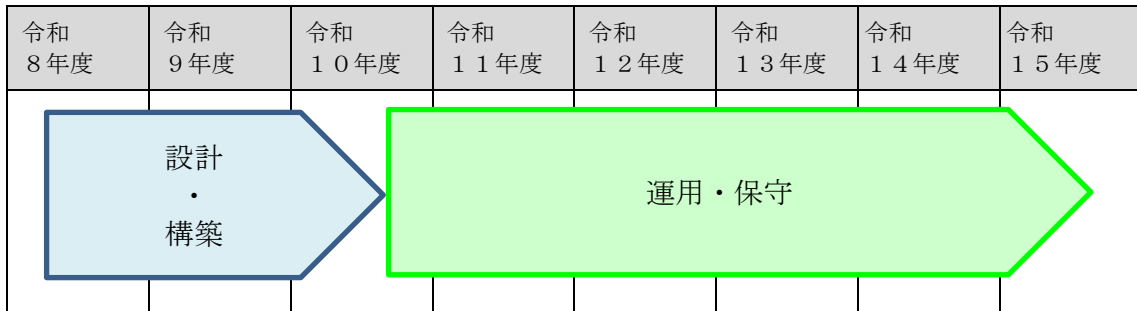 令和
８年度
令和
９年度
令和
１０年度
令和
１１年度
令和
１２年度
令和
１３年度
令和
１４年度
令和
１５年度
設計
・
構築
運用・保守